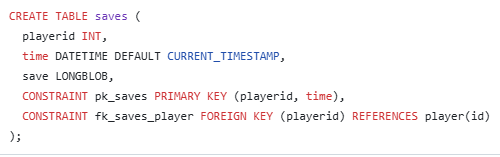 CREATE TABLE saves (
playerid INT,
time DATETIME DEFAULT CURRENT_TIMESTAMP,
save LONGBLOB,
CONSTRAINT pk_saves PRIMARY KEY (playerid, time),
CONSTRAINT fk_saves_player FOREIGN KEY (playerid) REFERENCES player(id)
);